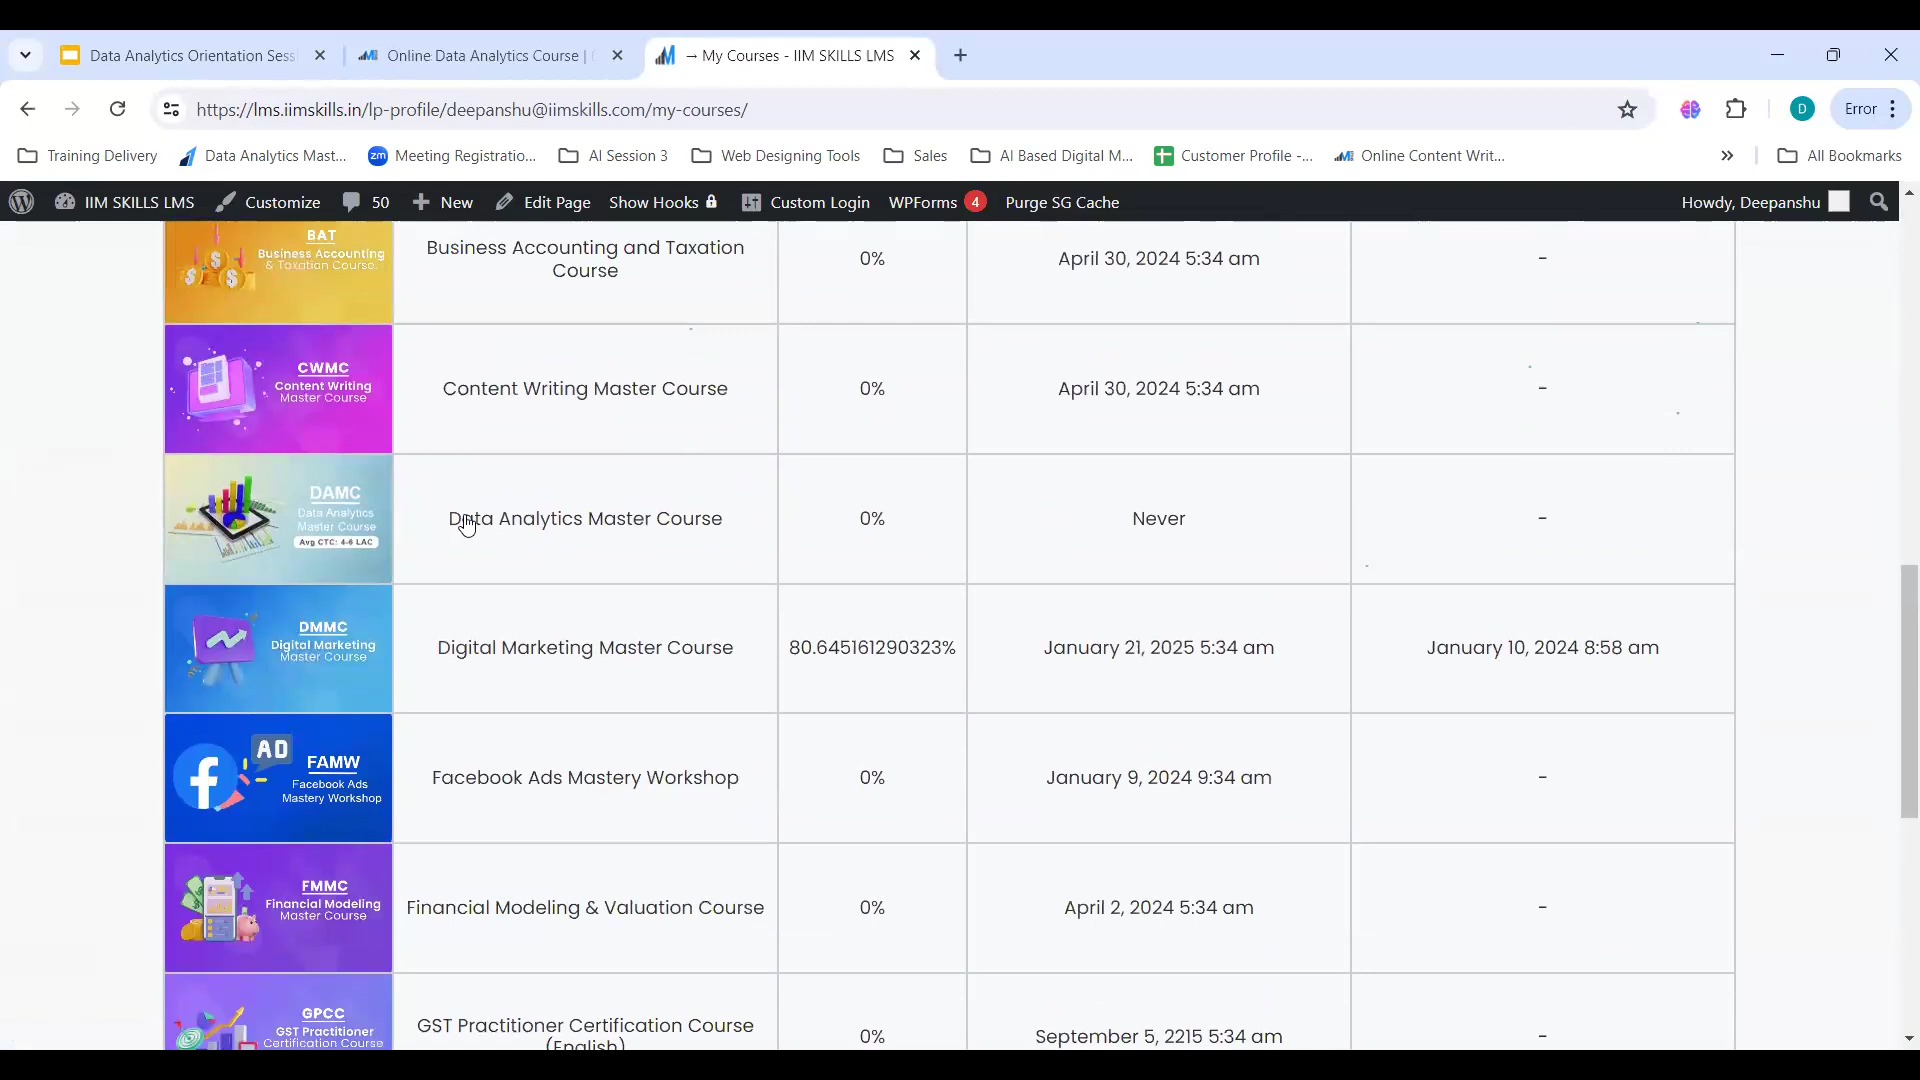 Data Analytics Orientation Sess
Online Data Analytics Course |
→ My Courses - IIM SKILLS LMS
https://lms.iimskills.in/lp-profile/deepanshu@iimskills.com/my-courses/
D
Error
Training Delivery
Data Analytics Mast...
zm
Meeting Registratio...
AI Session 3
Web Designing Tools
Sales
AI Based Digital M...
Customer Profile -...
Online Content Writ...
»
All Bookmarks
IIM SKILLS LMS
Customize
50
New
Edit Page
Show Hooks
Custom Login
WPForms 4
Purge SG Cache
Howdy, Deepanshu
BAT
Business Accounting
& Taxation Course.
Business Accounting and Taxation
Course
0%
April 30, 2024 5:34 am
-
CWMC
Content Writing
Master Course
Content Writing Master Course
0%
April 30, 2024 5:34 am
-
DAMC
Data Analytics
Master Course
Avg CTC: 4-6 LAC
Data Analytics Master Course
0%
Never
-
DMMC
Digital Marketing
Master Course
Digital Marketing Master Course
80.645161290323%
January 21, 2025 5:34 am
January 10, 2024 8:58 am
AD
FAMW
Facebook Ads
Mastery Workshop
Facebook Ads Mastery Workshop
0%
January 9, 2024 9:34 am
-
FMMC
Financial Modeling
Master Course
Financial Modeling & Valuation Course
0%
April 2, 2024 5:34 am
-
GPCC
GST Practitioner
Certification Course
GST Practitioner Certification Course
(English)
0%
September 5, 2215 5:34 am
-